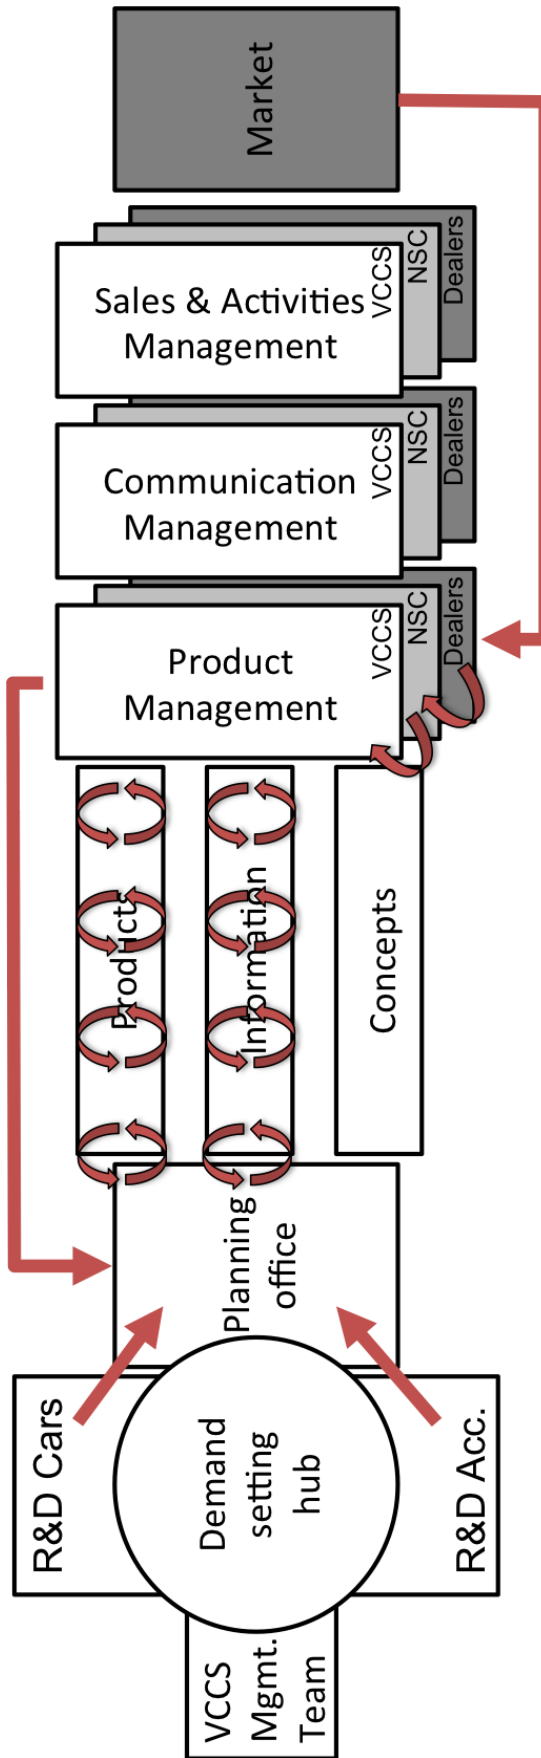 VCCS
Mgmt.
Team
R&D Cars
Demand
setting
hub
R&D Acc.
Planning
office
Products
Information
Concepts
Product
Management
VCCS
NSC
Dealers
Communication
Management
VCCS
NSC
Dealers
Sales & Activities
Management
VCCS
NSC
Dealers
Market